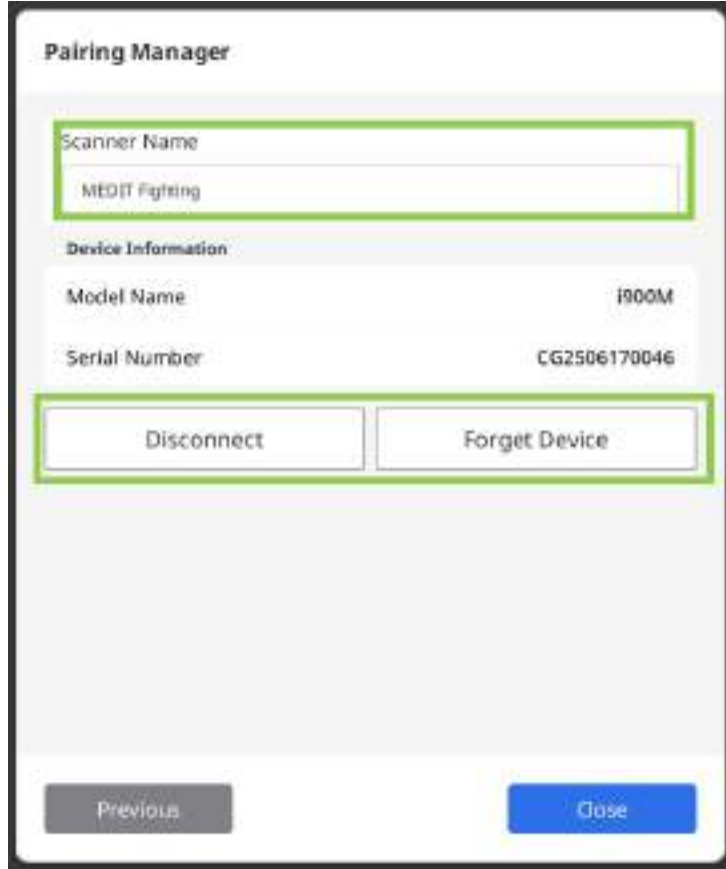 Pairing Manager
Scanner Name
MEDIT Fighting
Device Information
Model Name i900M
Serial Number CG2506170046
Disconnect Forget Device
Previous Close